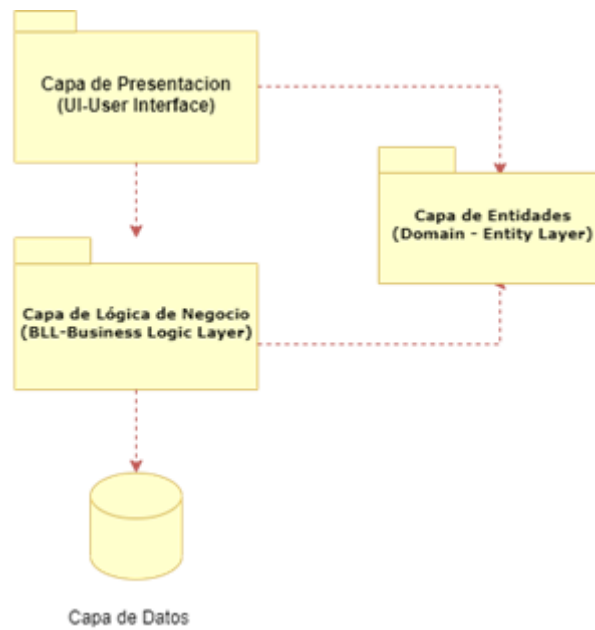 Capa de Presentacion
(UI-User Interface)
Capa de Entidades
(Domain - Entity Layer)
Capa de Lógica de Negocio
(BLL-Business Logic Layer)
Capa de Datos